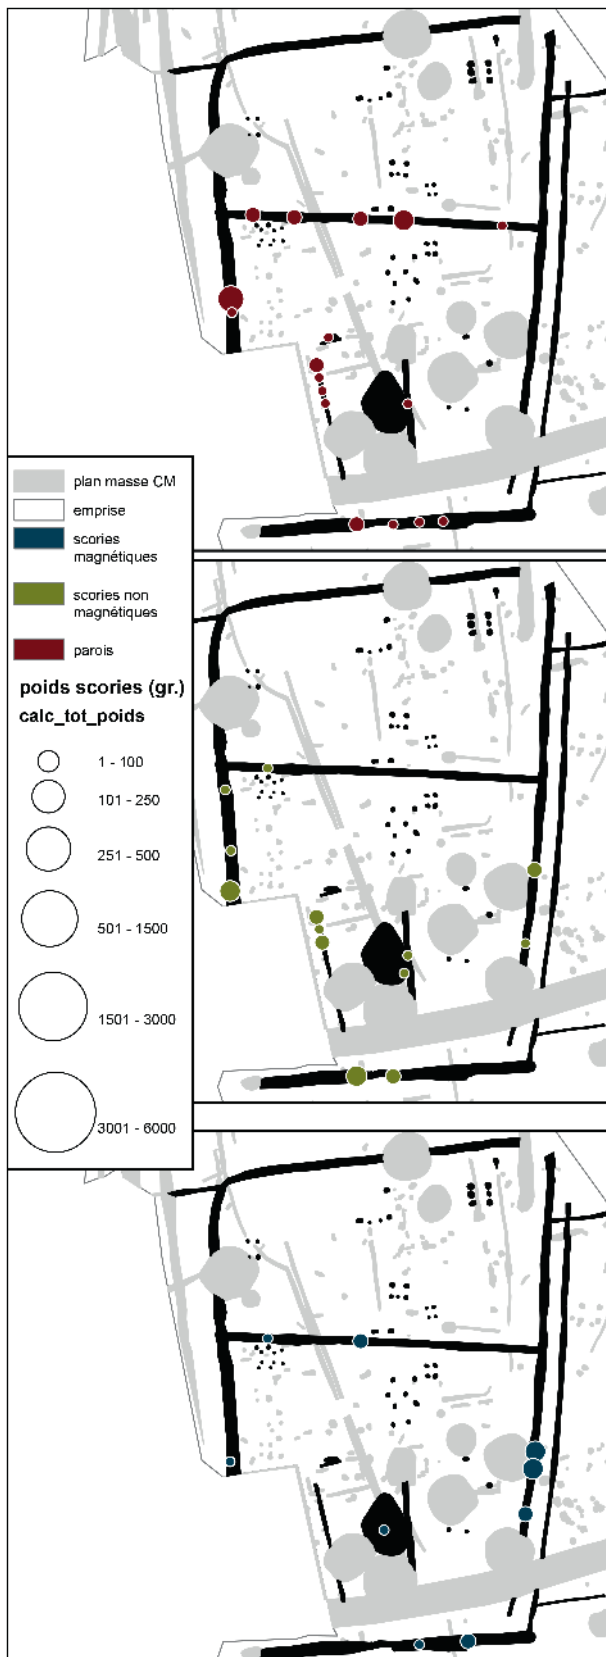 plan masse CM
emprise
scories
magnétiques
scories non
magnétiques
parois
poids scories (gr.)
calc_tot_poids
1 - 100
101 - 250
251 - 500
501 - 1500
1501 - 3000
3001 - 6000